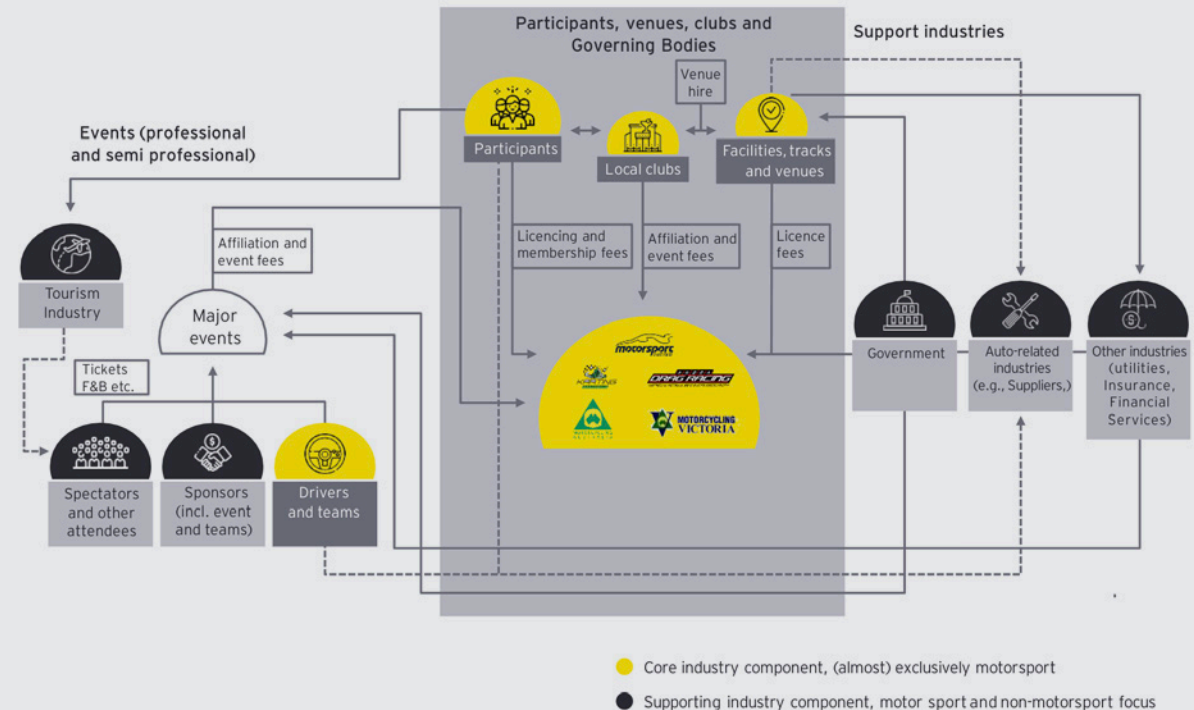 Participants, venues, clubs and
Governing Bodies
Support industries
Venue
hire
Events (professional
and semi professional)
Participants
Local clubs
Facilities, tracks
and venues
Affiliation and
event fees
Licencing and
membership fees
Affiliation and
event fees
Licence
fees
Tourism
Industry
Major
events
motorsport
KARTING
DRAG RACING
MOTORCYCLING
VICTORIA
Government
Auto-related
industries
(e.g., Suppliers,)
Other industries
(utilities,
Insurance,
Financial
Services)
Tickets
F&B etc.
Spectators
and other
attendees
Sponsors
(incl. event
and teams)
Drivers
and teams
Core industry component, (almost) exclusively motorsport
Supporting industry component, motor sport and non-motorsport focus